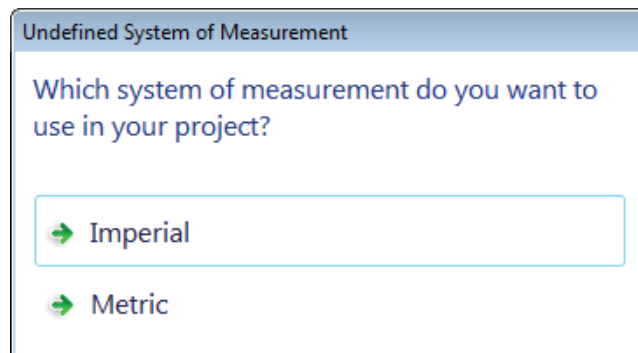 Undefined System of Measurement
Which system of measurement do you want to
use in your project?
Imperial
Metric